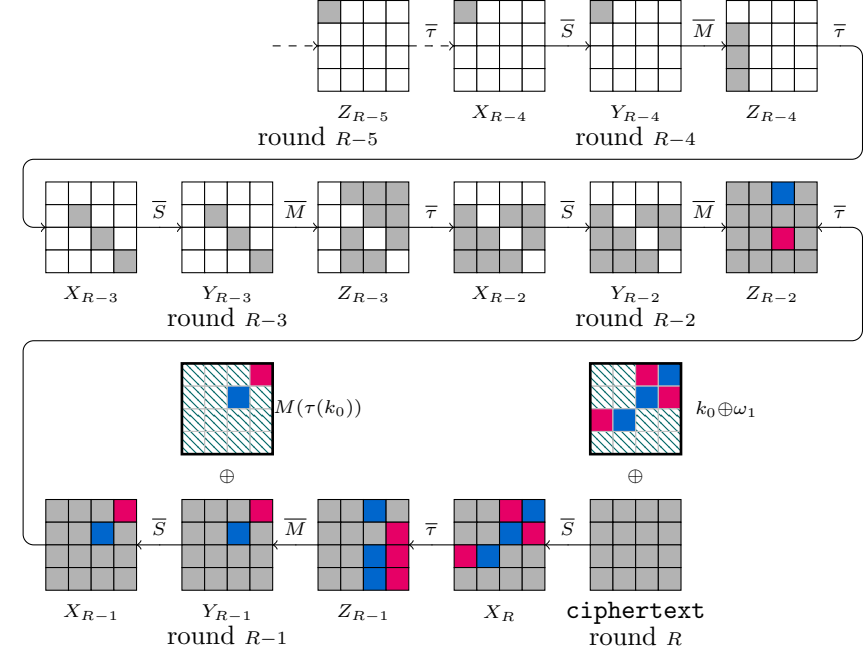 τ̅ S̅ M̅ τ̅
Z_{R−5} X_{R−4} Y_{R−4} Z_{R−4}
round R−5 round R−4
S̅ M̅ τ̅ S̅ M̅ τ̅
X_{R−3} Y_{R−3} Z_{R−3} X_{R−2} Y_{R−2} Z_{R−2}
round R−3 round R−2
M(τ(k_0)) k_0⊕ω_1
⊕ ⊕
S̅ M̅ τ̅ S̅
X_{R−1} Y_{R−1} Z_{R−1} X_R ciphertext
round R−1 round R